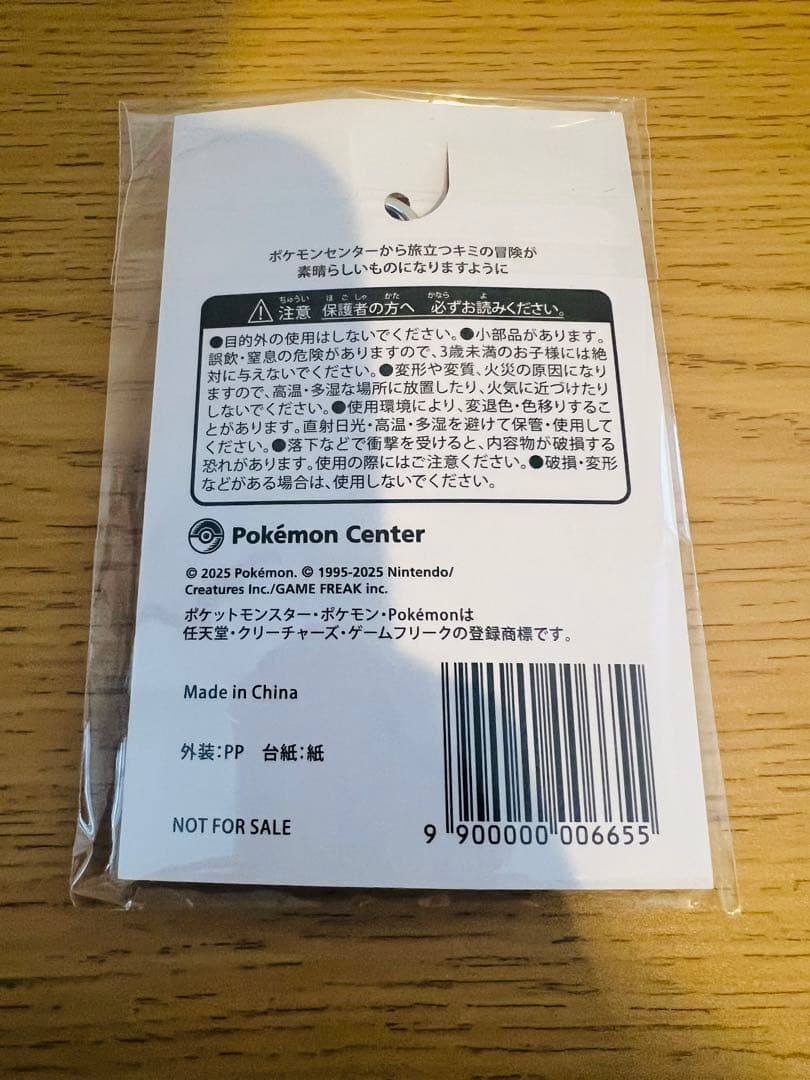 ポケモンセンターから旅立つキミの冒険が
素晴らしいものになりますように
注意 保護者の方へ 必ずお読みください。
ちゅうい ほごしゃ かた かなら よ
●目的外の使用はしないでください。●小部品があります。
誤飲・窒息の危険がありますので、3歳未満のお子様には絶
対に与えないでください。●変形や変質、火災の原因になり
ますので、高温・多湿な場所に放置したり、火気に近づけたり
しないでください。●使用環境により、変退色・色移りするこ
とがあります。直射日光・高温・多湿を避けて保管・使用して
ください。●落下などで衝撃を受けると、内容物が破損する
恐れがあります。使用の際にはご注意ください。●破損・変形
などがある場合は、使用しないでください。
Pokémon Center
© 2025 Pokémon. © 1995-2025 Nintendo/
Creatures Inc./GAME FREAK inc.
ポケットモンスター・ポケモン・Pokémonは
任天堂・クリーチャーズ・ゲームフリークの登録商標です。
Made in China
外装:PP 台紙:紙
NOT FOR SALE
9 900000 006655